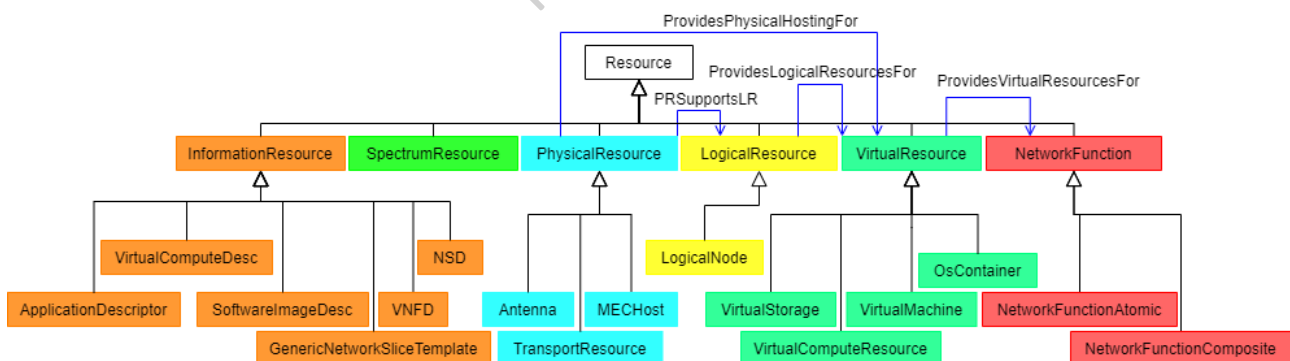 ProvidesPhysicalHostingFor
Resource
ProvidesLogicalResourcesFor
ProvidesVirtualResourcesFor
PRSupportsLR
InformationResource
SpectrumResource
PhysicalResource
LogicalResource
VirtualResource
NetworkFunction
VirtualComputeDesc
NSD
LogicalNode
OsContainer
ApplicationDescriptor
SoftwareImageDesc
VNFD
Antenna
MECHost
VirtualStorage
VirtualMachine
NetworkFunctionAtomic
GenericNetworkSliceTemplate
TransportResource
VirtualComputeResource
NetworkFunctionComposite